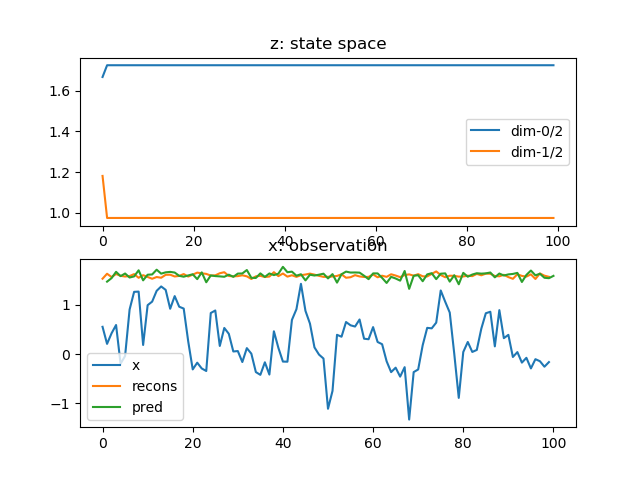 z: state space
1.6
1.4
1.2
1.0
dim-0/2
dim-1/2
0 20 40 60 80 100
x: observation
1
0
−1
x
recons
pred
0 20 40 60 80 100